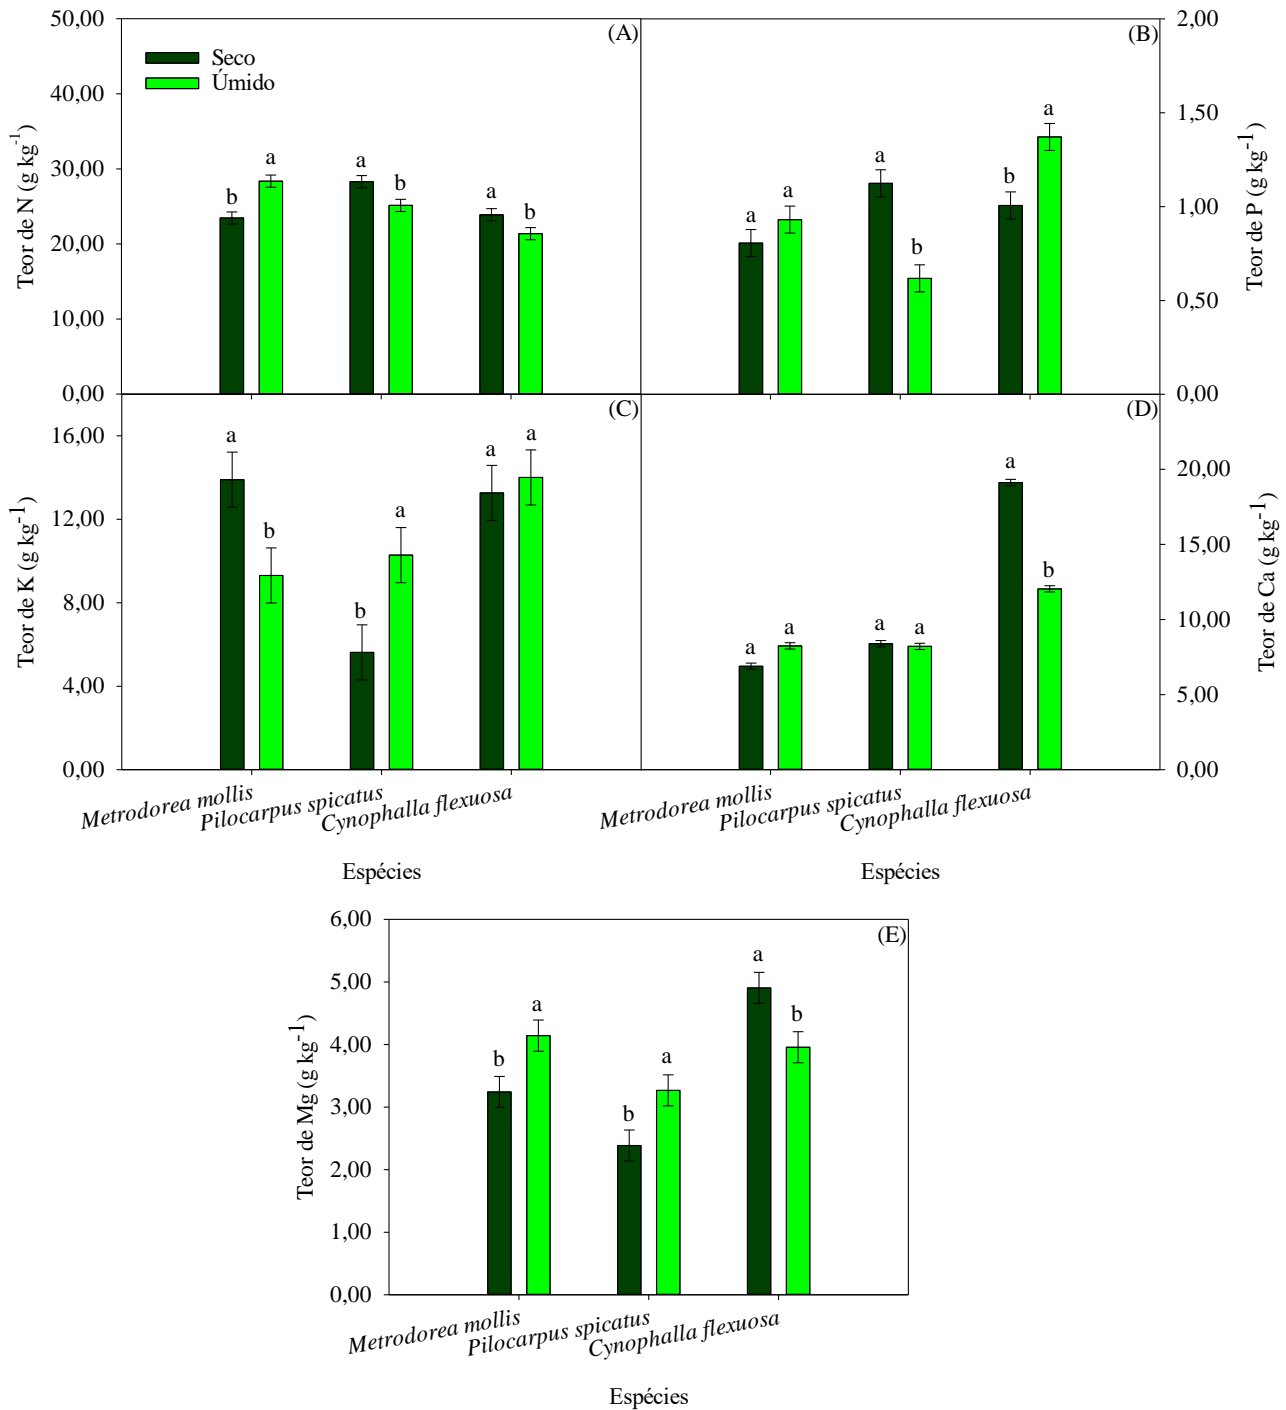 50,00
40,00
30,00
20,00
10,00
0,00
Teor de N (g kg-1)
Seco
Úmido
(A)
b
a
a
b
a
b
(B)
a
a
a
b
b
a
2,00
1,50
1,00
0,50
0,00
Teor de P (g kg-1)
16,00
12,00
8,00
4,00
0,00
Teor de K (g kg-1)
(C)
a
b
b
a
a
a
Metrodorea mollis
Pilocarpus spicatus
Cynophalla flexuosa
Espécies
(D)
a
a
a
a
a
b
20,00
15,00
10,00
5,00
0,00
Teor de Ca (g kg-1)
Metrodorea mollis
Pilocarpus spicatus
Cynophalla flexuosa
Espécies
6,00
5,00
4,00
3,00
2,00
1,00
0,00
Teor de Mg (g kg-1)
(E)
b
a
b
a
a
b
Metrodorea mollis
Pilocarpus spicatus
Cynophalla flexuosa
Espécies